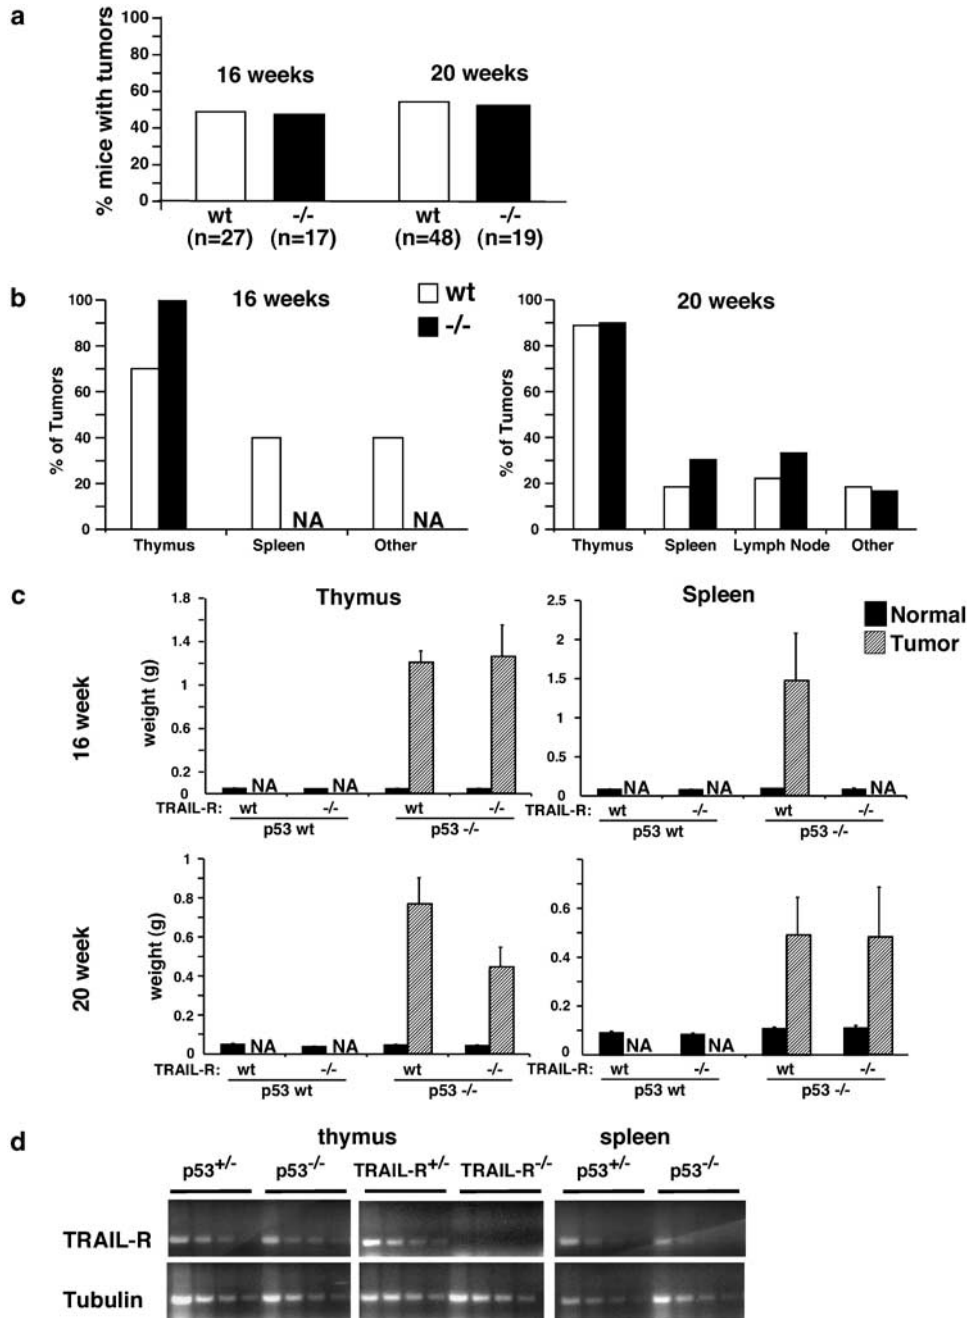 a
% mice with tumors
100
80
60
40
20
0
16 weeks
20 weeks
wt -/- wt -/-
(n=27) (n=17) (n=48) (n=19)
b
% of Tumors
100
80
60
40
20
0
16 weeks
NA NA
Thymus Spleen Other
wt
-/-
% of Tumors
100
80
60
40
20
0
20 weeks
Thymus Spleen Lymph Node Other
c
16 week
Thymus
weight (g)
1.8
1.4
1
0.6
0.2
0
NA NA
TRAIL-R: wt -/- wt -/-
p53 wt p53 -/-
Spleen
2.5
2
1.5
1
0.5
0
NA NA NA
TRAIL-R: wt -/- wt -/-
p53 wt p53 -/-
Normal
Tumor
20 week
weight (g)
1
0.8
0.6
0.4
0.2
0
NA NA
TRAIL-R: wt -/- wt -/-
p53 wt p53 -/-
0.6
0.4
0.2
0
NA NA
TRAIL-R: wt -/- wt -/-
p53 wt p53 -/-
d
thymus spleen
p53+/- p53-/- TRAIL-R+/- TRAIL-R-/- p53+/- p53-/-
TRAIL-R
Tubulin